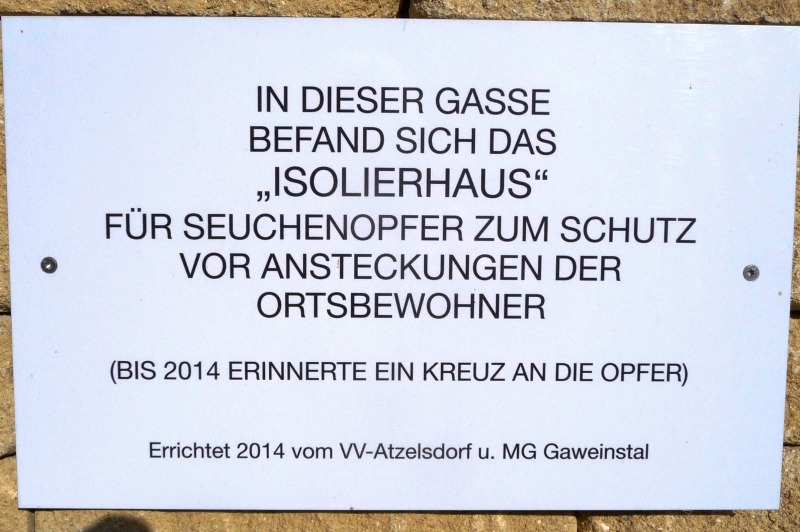 IN DIESER GASSE
BEFAND SICH DAS
„ISOLIERHAUS“
FÜR SEUCHENOPFER ZUM SCHUTZ
VOR ANSTECKUNGEN DER
ORTSBEWOHNER
(BIS 2014 ERINNERTE EIN KREUZ AN DIE OPFER)
Errichtet 2014 vom VV-Atzelsdorf u. MG Gaweinstal